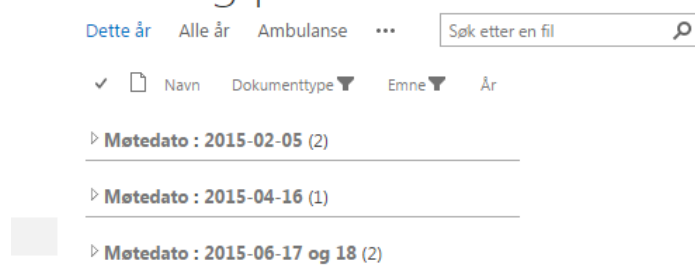 Dette år Alle år Ambulanse ••• Søk etter en fil
Navn Dokumenttype Emne År
Møtedato : 2015-02-05 (2)
Møtedato : 2015-04-16 (1)
Møtedato : 2015-06-17 og 18 (2)